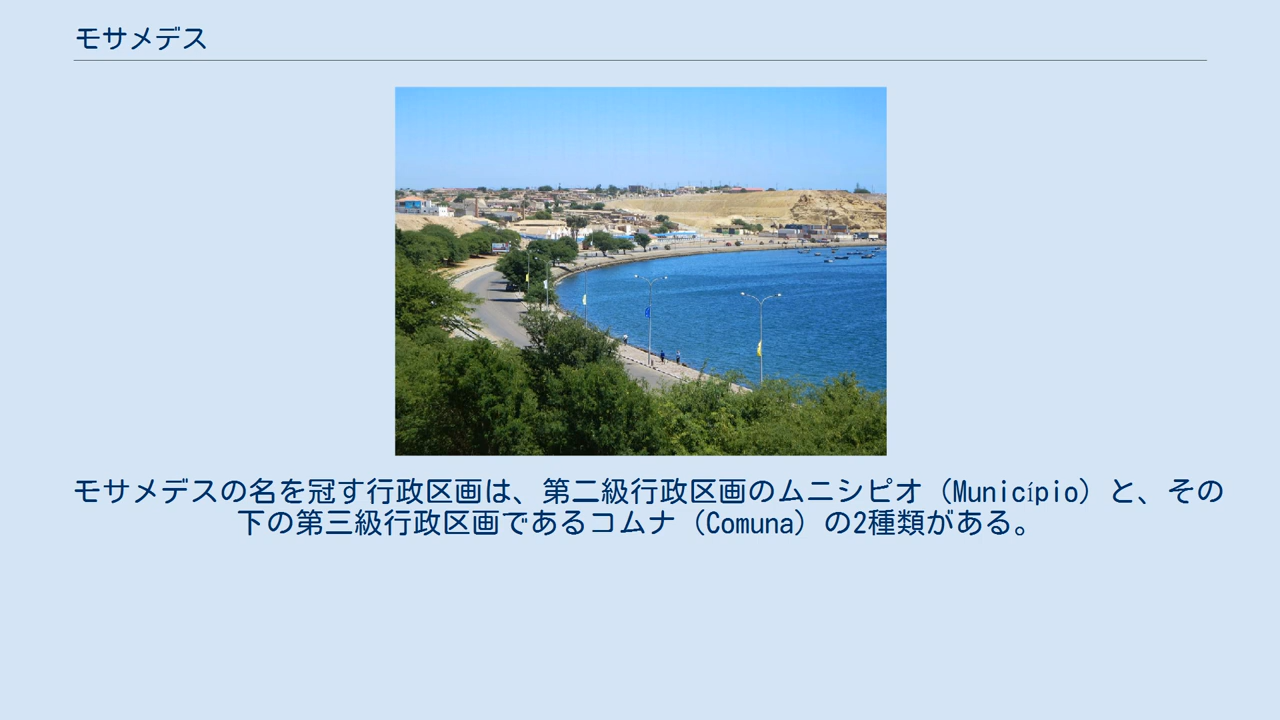 モサメデス
モサメデスの名を冠す行政区画は、第二級行政区画のムニシピオ（Município）と、その
下の第三級行政区画であるコムナ（Comuna）の2種類がある。